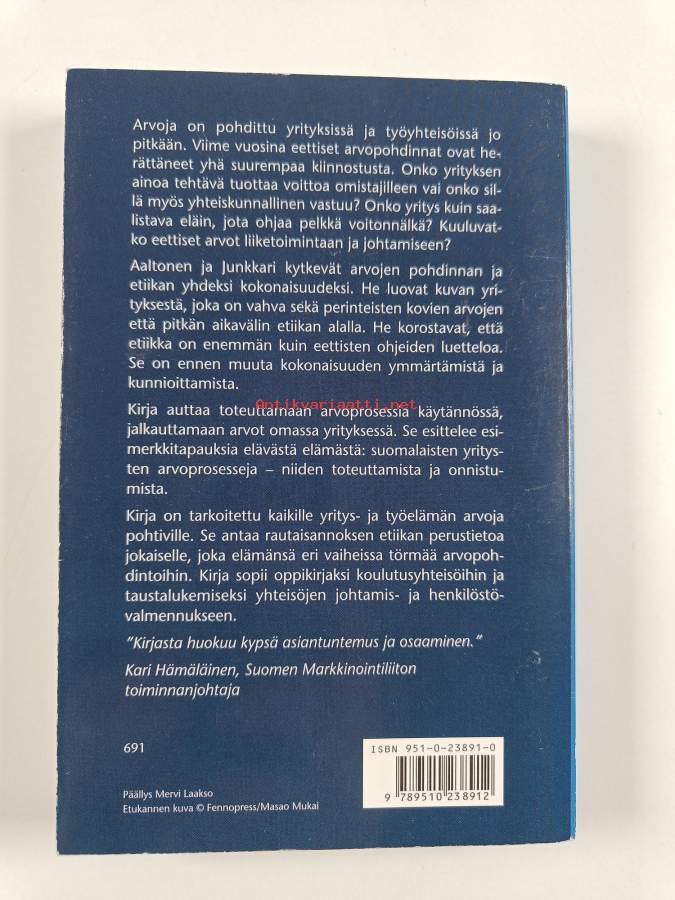 Arvoja on pohdittu yrityksissä ja työyhteisöissä jo
pitkään. Viime vuosina eettiset arvopohdinnat ovat he-
rättäneet yhä suurempaa kiinnostusta. Onko yrityksen
ainoa tehtävä tuottaa voittoa omistajilleen vai onko sil-
lä myös yhteiskunnallinen vastuu? Onko yritys kuin saa-
listava eläin, jota ohjaa pelkkä voitonnälkä? Kuuluvat-
ko eettiset arvot liiketoimintaan ja johtamiseen?
Aaltonen ja Junkkari kytkevät arvojen pohdinnan ja
etiikan yhdeksi kokonaisuudeksi. He luovat kuvan yri-
tyksestä, joka on vahva sekä perinteisten kovien arvojen
että pitkän aikavälin etiikan alalla. He korostavat, että
etiikka on enemmän kuin eettisten ohjeiden luetteloa.
Se on ennen muuta kokonaisuuden ymmärtämistä ja
kunnioittamista.
Antikvariaatti.net
Kirja auttaa toteuttamaan arvoprosessia käytännössä,
jalkauttamaan arvot omassa yrityksessä. Se esittelee esi-
merkkitapauksia elävästä elämästä: suomalaisten yritys-
ten arvoprosesseja – niiden toteuttamista ja onnistu-
mista.
Kirja on tarkoitettu kaikille yritys- ja työelämän arvoja
pohtiville. Se antaa rautaisannoksen etiikan perustietoa
jokaiselle, joka elämänsä eri vaiheissa törmää arvopoh-
dintoihin. Kirja sopii oppikirjaksi koulutusyhteisöihin ja
taustalukemiseksi yhteisöjen johtamis- ja henkilöstö-
valmennukseen.
"Kirjasta huokuu kypsä asiantuntemus ja osaaminen."
Kari Hämäläinen, Suomen Markkinointiliiton
toiminnanjohtaja
691
ISBN 951-0-23891-0
9 789510 238912
Päällys Mervi Laakso
Etukannen kuva © Fennopress/Masao Mukai